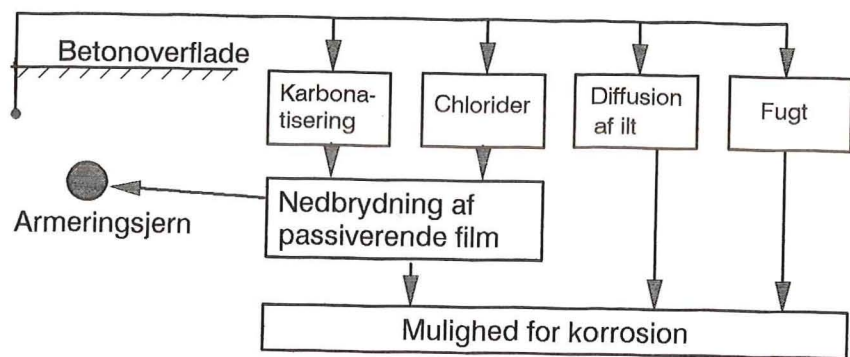 Betonoverflade
Karbona-
tisering
Chlorider
Diffusion
af ilt
Fugt
Armeringsjern
Nedbrydning af
passiverende film
Mulighed for korrosion